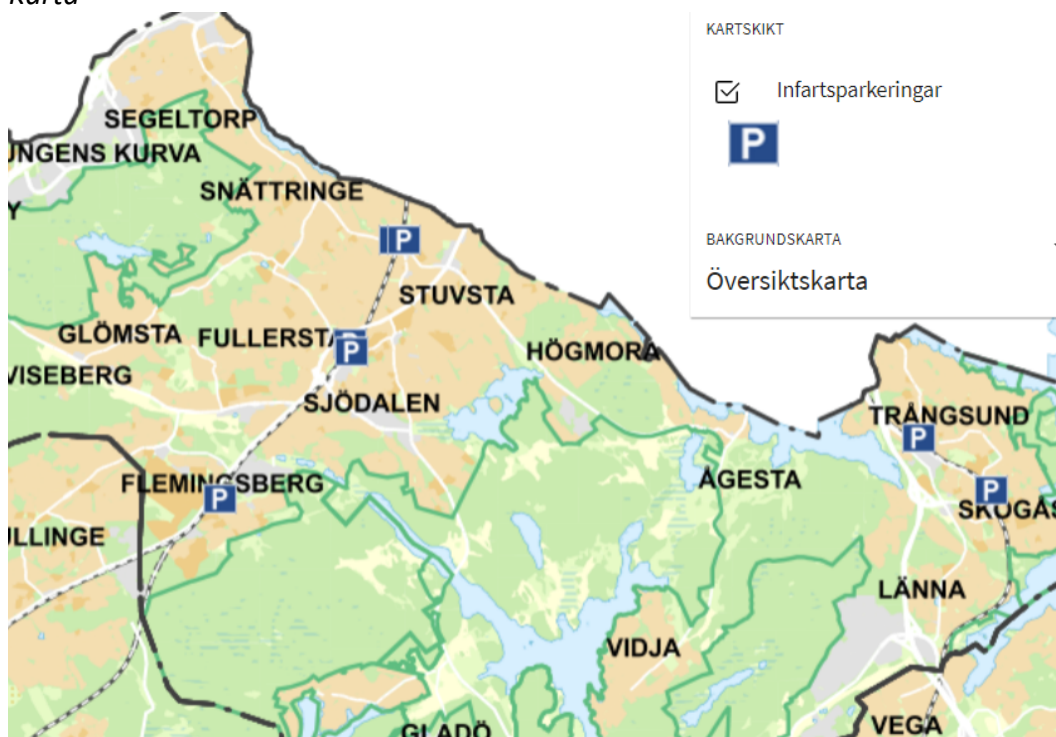 Karta
KARTSKIKT
Infartsparkeringar
P
BAKGRUNDSKARTA
Översiktskarta
SEGELTORP
UNGENS KURVA
Y
SNÄTTRINGE
P
STUVSTA
GLÖMSTA
FULLERSTA
P
HÖGMORA
VISEBERG
SJÖDALEN
TRÅNGSUND
P
FLEMINGSBERG
P
ÅGESTA
P
SKOGÅS
ULLINGE
LÄNNA
VIDJA
GLADÖ
VEGA